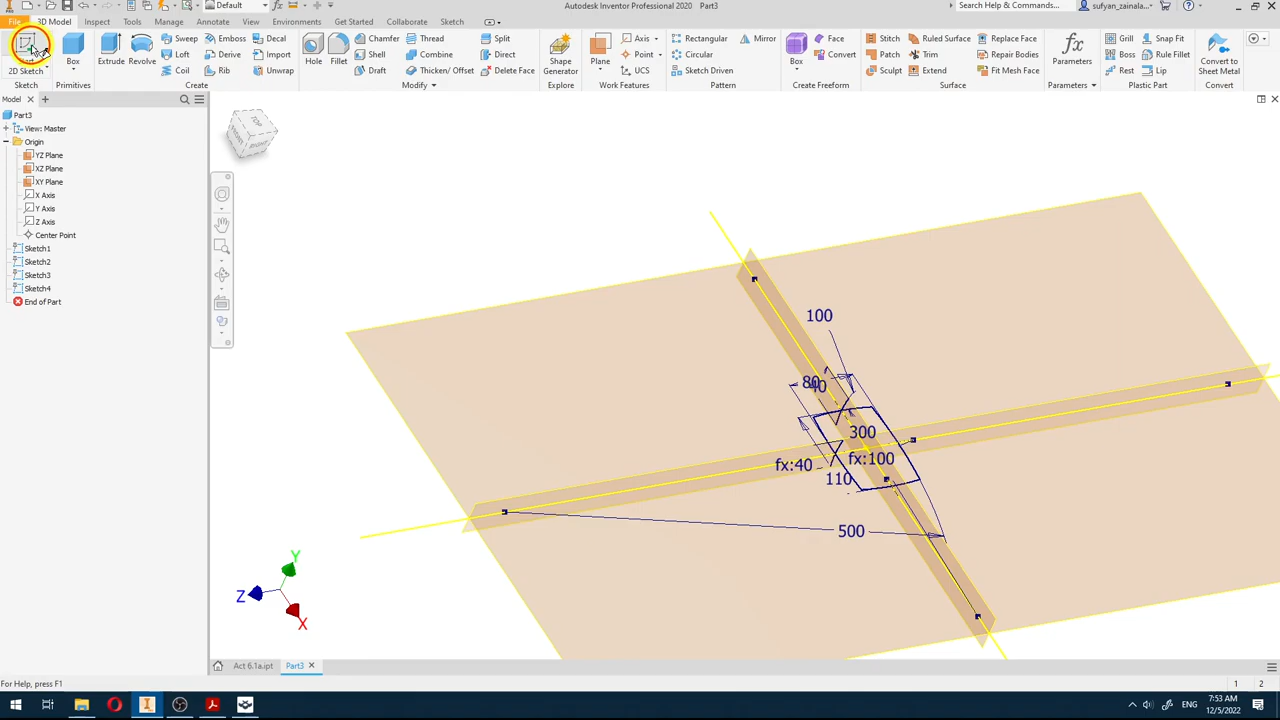 Default
Autodesk Inventor Professional 2020 Part3
Search Help & Commands...
sufyan_zainala...
File 3D Model Inspect Tools Manage Annotate View Environments Get Started Collaborate Sketch
2D Sketch
Sketch
Box
Primitives
Extrude
Revolve
Sweep
Loft
Coil
Emboss
Derive
Rib
Decal
Import
Unwrap
Create
Hole
Fillet
Chamfer
Shell
Draft
Thread
Combine
Thicken/ Offset
Split
Direct
Delete Face
Modify
Shape Generator
Explore
Plane
Axis
Point
UCS
Work Features
Rectangular
Circular
Sketch Driven
Mirror
Pattern
Box
Face
Convert
Create Freeform
Stitch
Patch
Sculpt
Ruled Surface
Trim
Extend
Replace Face
Repair Bodies
Fit Mesh Face
Surface
fx
Parameters
Parameters
Grill
Boss
Rest
Snap Fit
Rule Fillet
Lip
Plastic Part
Convert to Sheet Metal
Convert
Model
Part3
View: Master
Origin
YZ Plane
XZ Plane
XY Plane
X Axis
Y Axis
Z Axis
Center Point
Sketch1
Sketch2
Sketch3
Sketch4
End of Part
TOP
FRONT
RIGHT
100
80
40
300
fx:100
fx:40
110
500
Y
Z
X
Act 6.1a.ipt
Part3
For Help, press F1
1
2
ENG
7:53 AM
12/5/2022